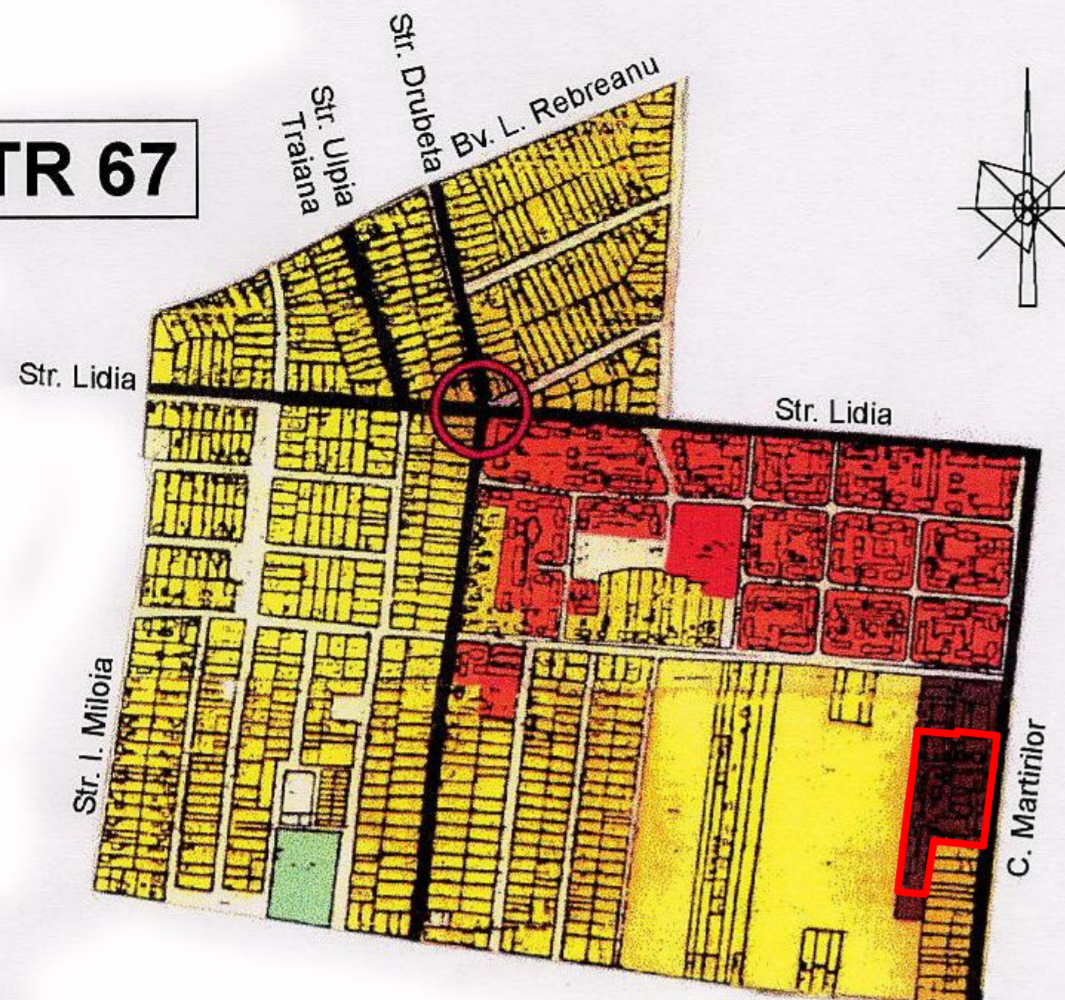 Str. Drubeta
Bv. L. Rebreanu
Str. Ulpia
Traiana
TR 67
Str. Lidia
Str. Lidia
Str. I. Miloia
C. Martirilor